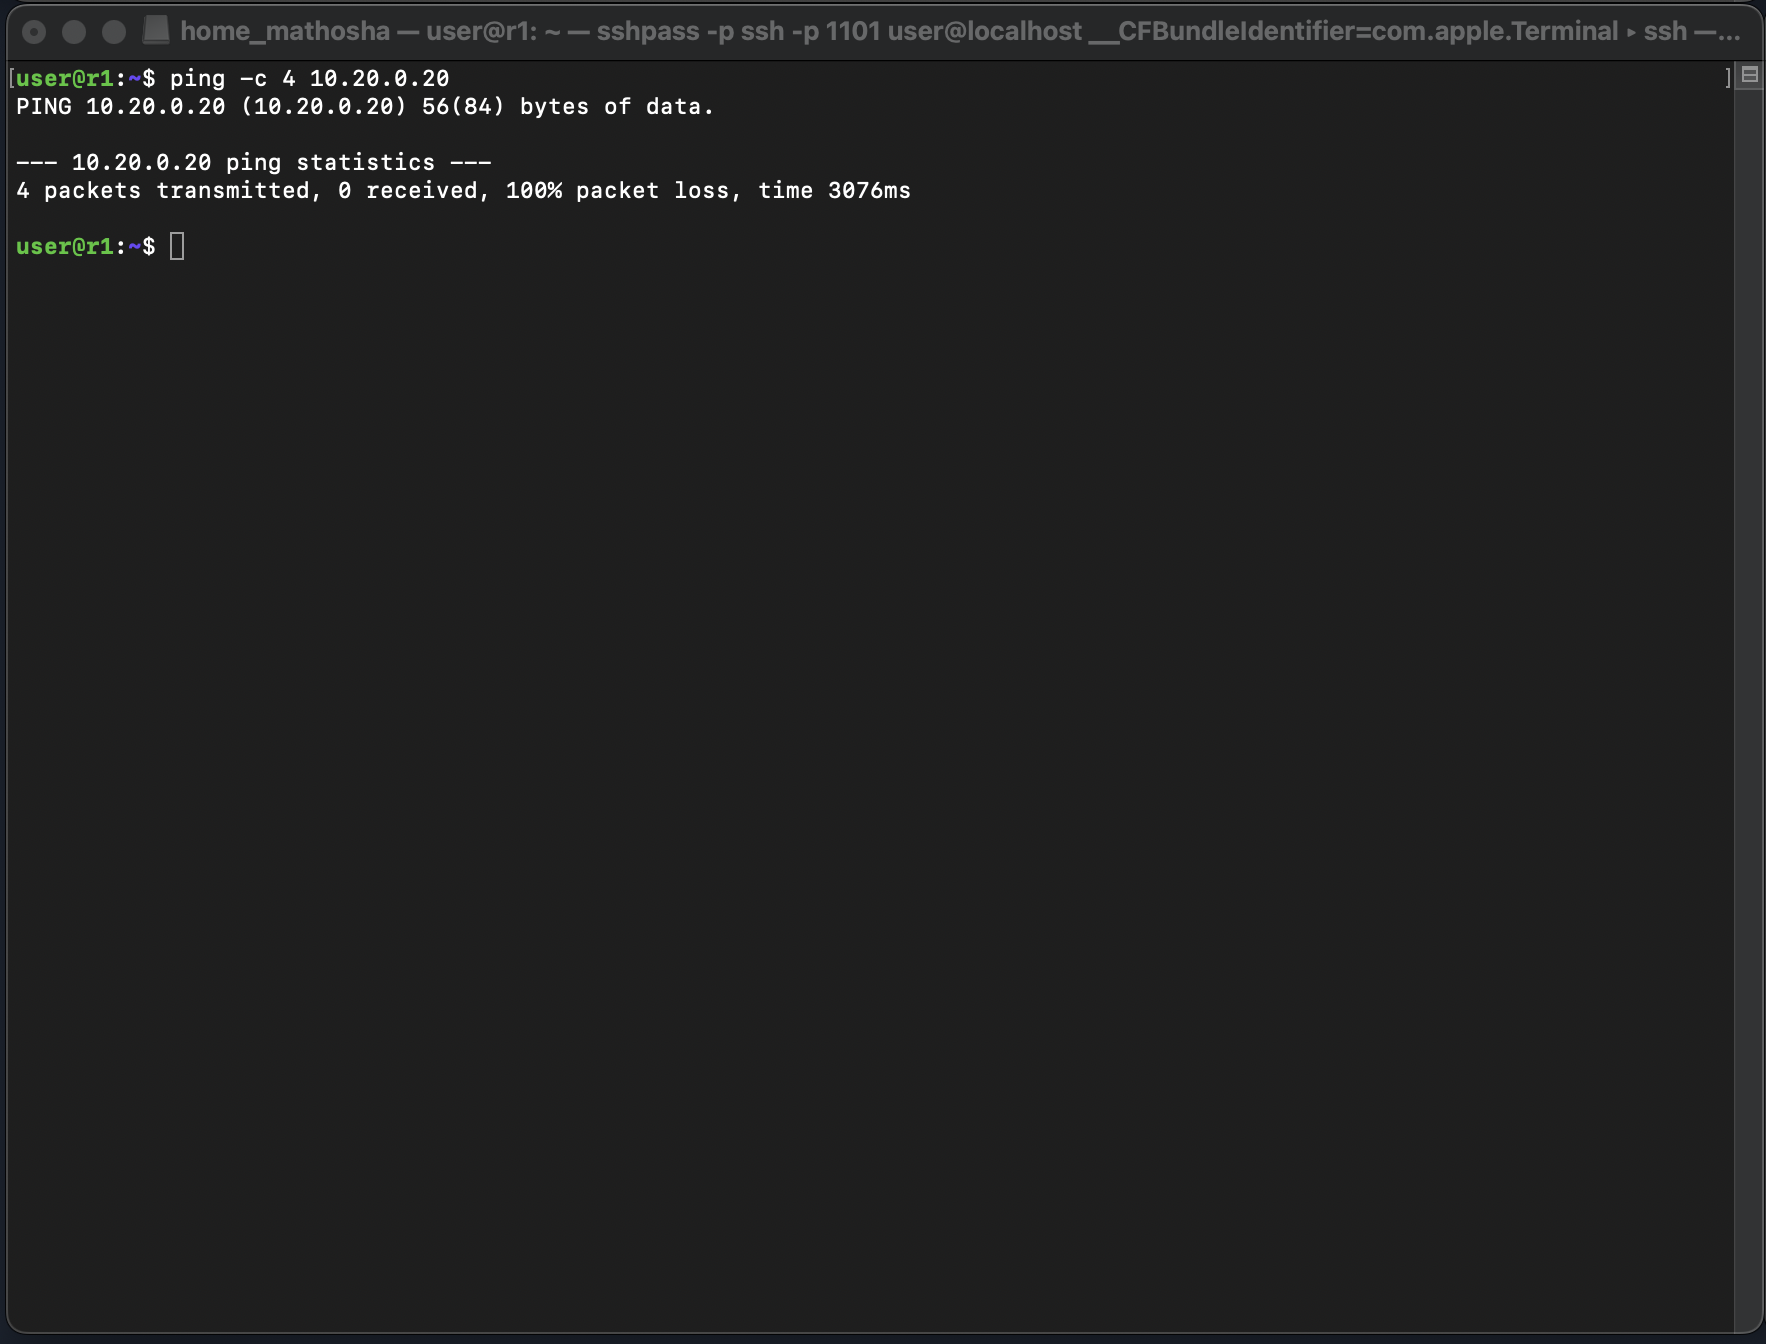 home_mathosha — user@r1: ~ — sshpass -p ssh -p 1101 user@localhost __CFBundleIdentifier=com.apple.Terminal ▸ ssh —...
[user@r1:~$ ping -c 4 10.20.0.20 ]
PING 10.20.0.20 (10.20.0.20) 56(84) bytes of data.
--- 10.20.0.20 ping statistics ---
4 packets transmitted, 0 received, 100% packet loss, time 3076ms
user@r1:~$